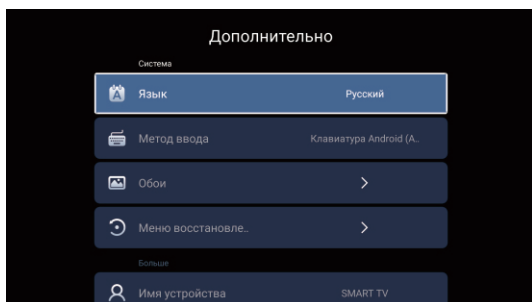 Дополнительно
Система
Язык Русский
Метод ввода Клавиатура Android (A..
Обои
Меню восстановле..
Больше
Имя устройства SMART TV